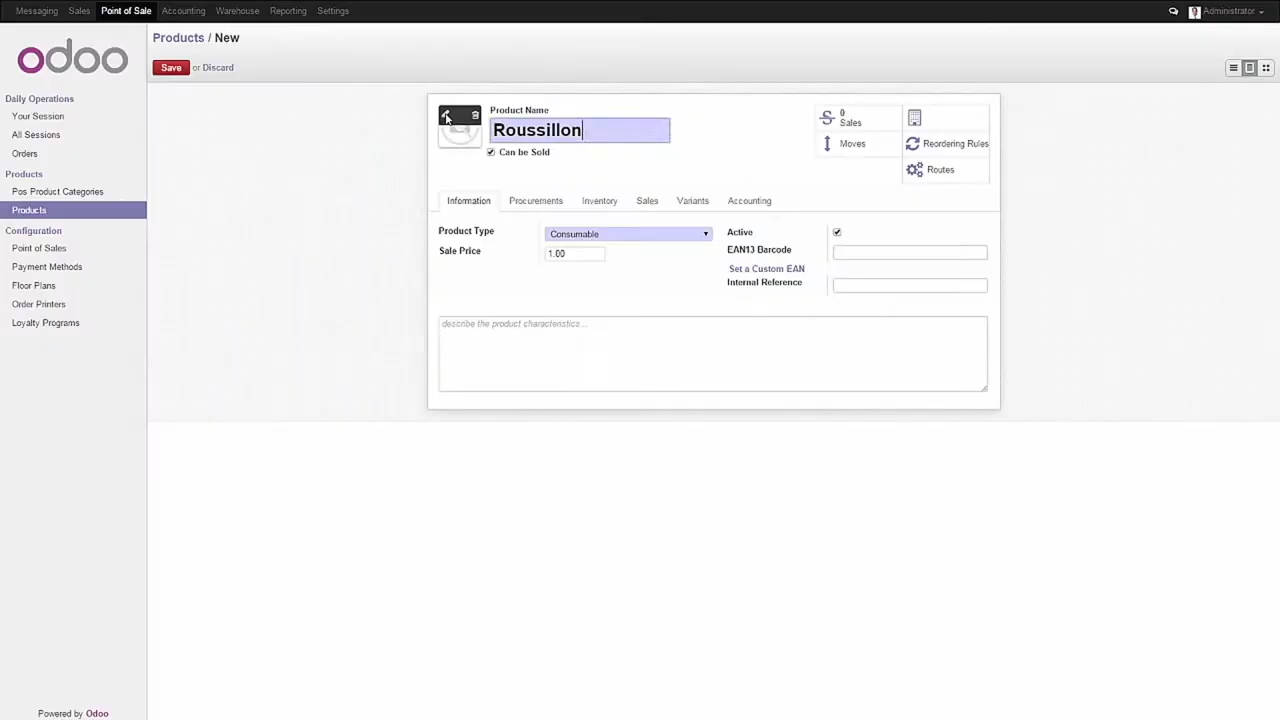 Messaging Sales Point of Sale Accounting Warehouse Reporting Settings Administrator
odoo
Products / New
Save or Discard
Daily Operations
Your Session
All Sessions
Orders
Products
Pos Product Categories
Products
Configuration
Point of Sale
Payment Methods
Floor Plans
Order Printers
Loyalty Programs
Product Name
Roussillon
Can be Sold
0
Sales
Moves
Reordering Rules
Routes
Information Procurements Inventory Sales Variants Accounting
Product Type Consumable
Sale Price 1.00
Active
EAN13 Barcode
Set a Custom EAN
Internal Reference
describe the product characteristics...
Powered by Odoo